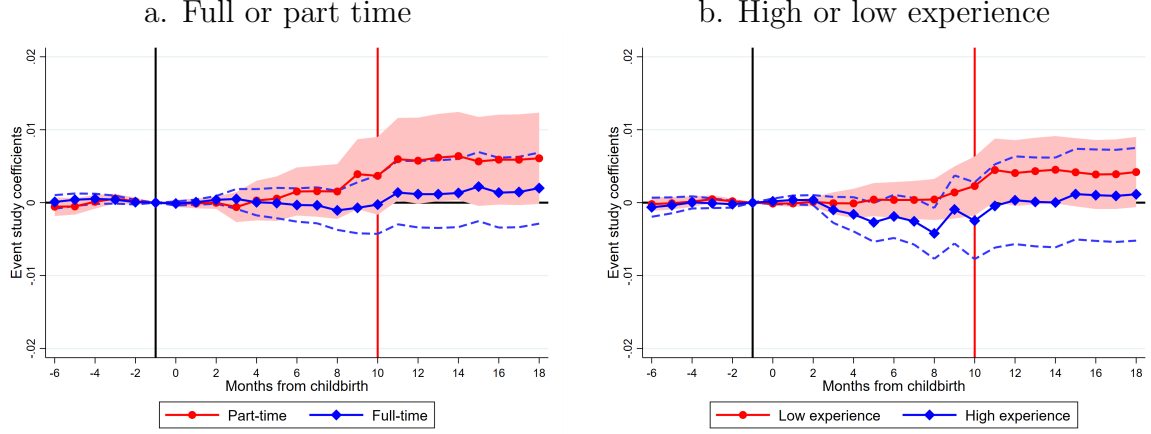 a. Full or part time
.02
.01
0
-.01
-.02
Event study coefficients
-6 -4 -2 0 2 4 6 8 10 12 14 16 18
Months from childbirth
Part-time Full-time
b. High or low experience
.02
.01
0
-.01
-.02
Event study coefficients
-6 -4 -2 0 2 4 6 8 10 12 14 16 18
Months from childbirth
Low experience High experience